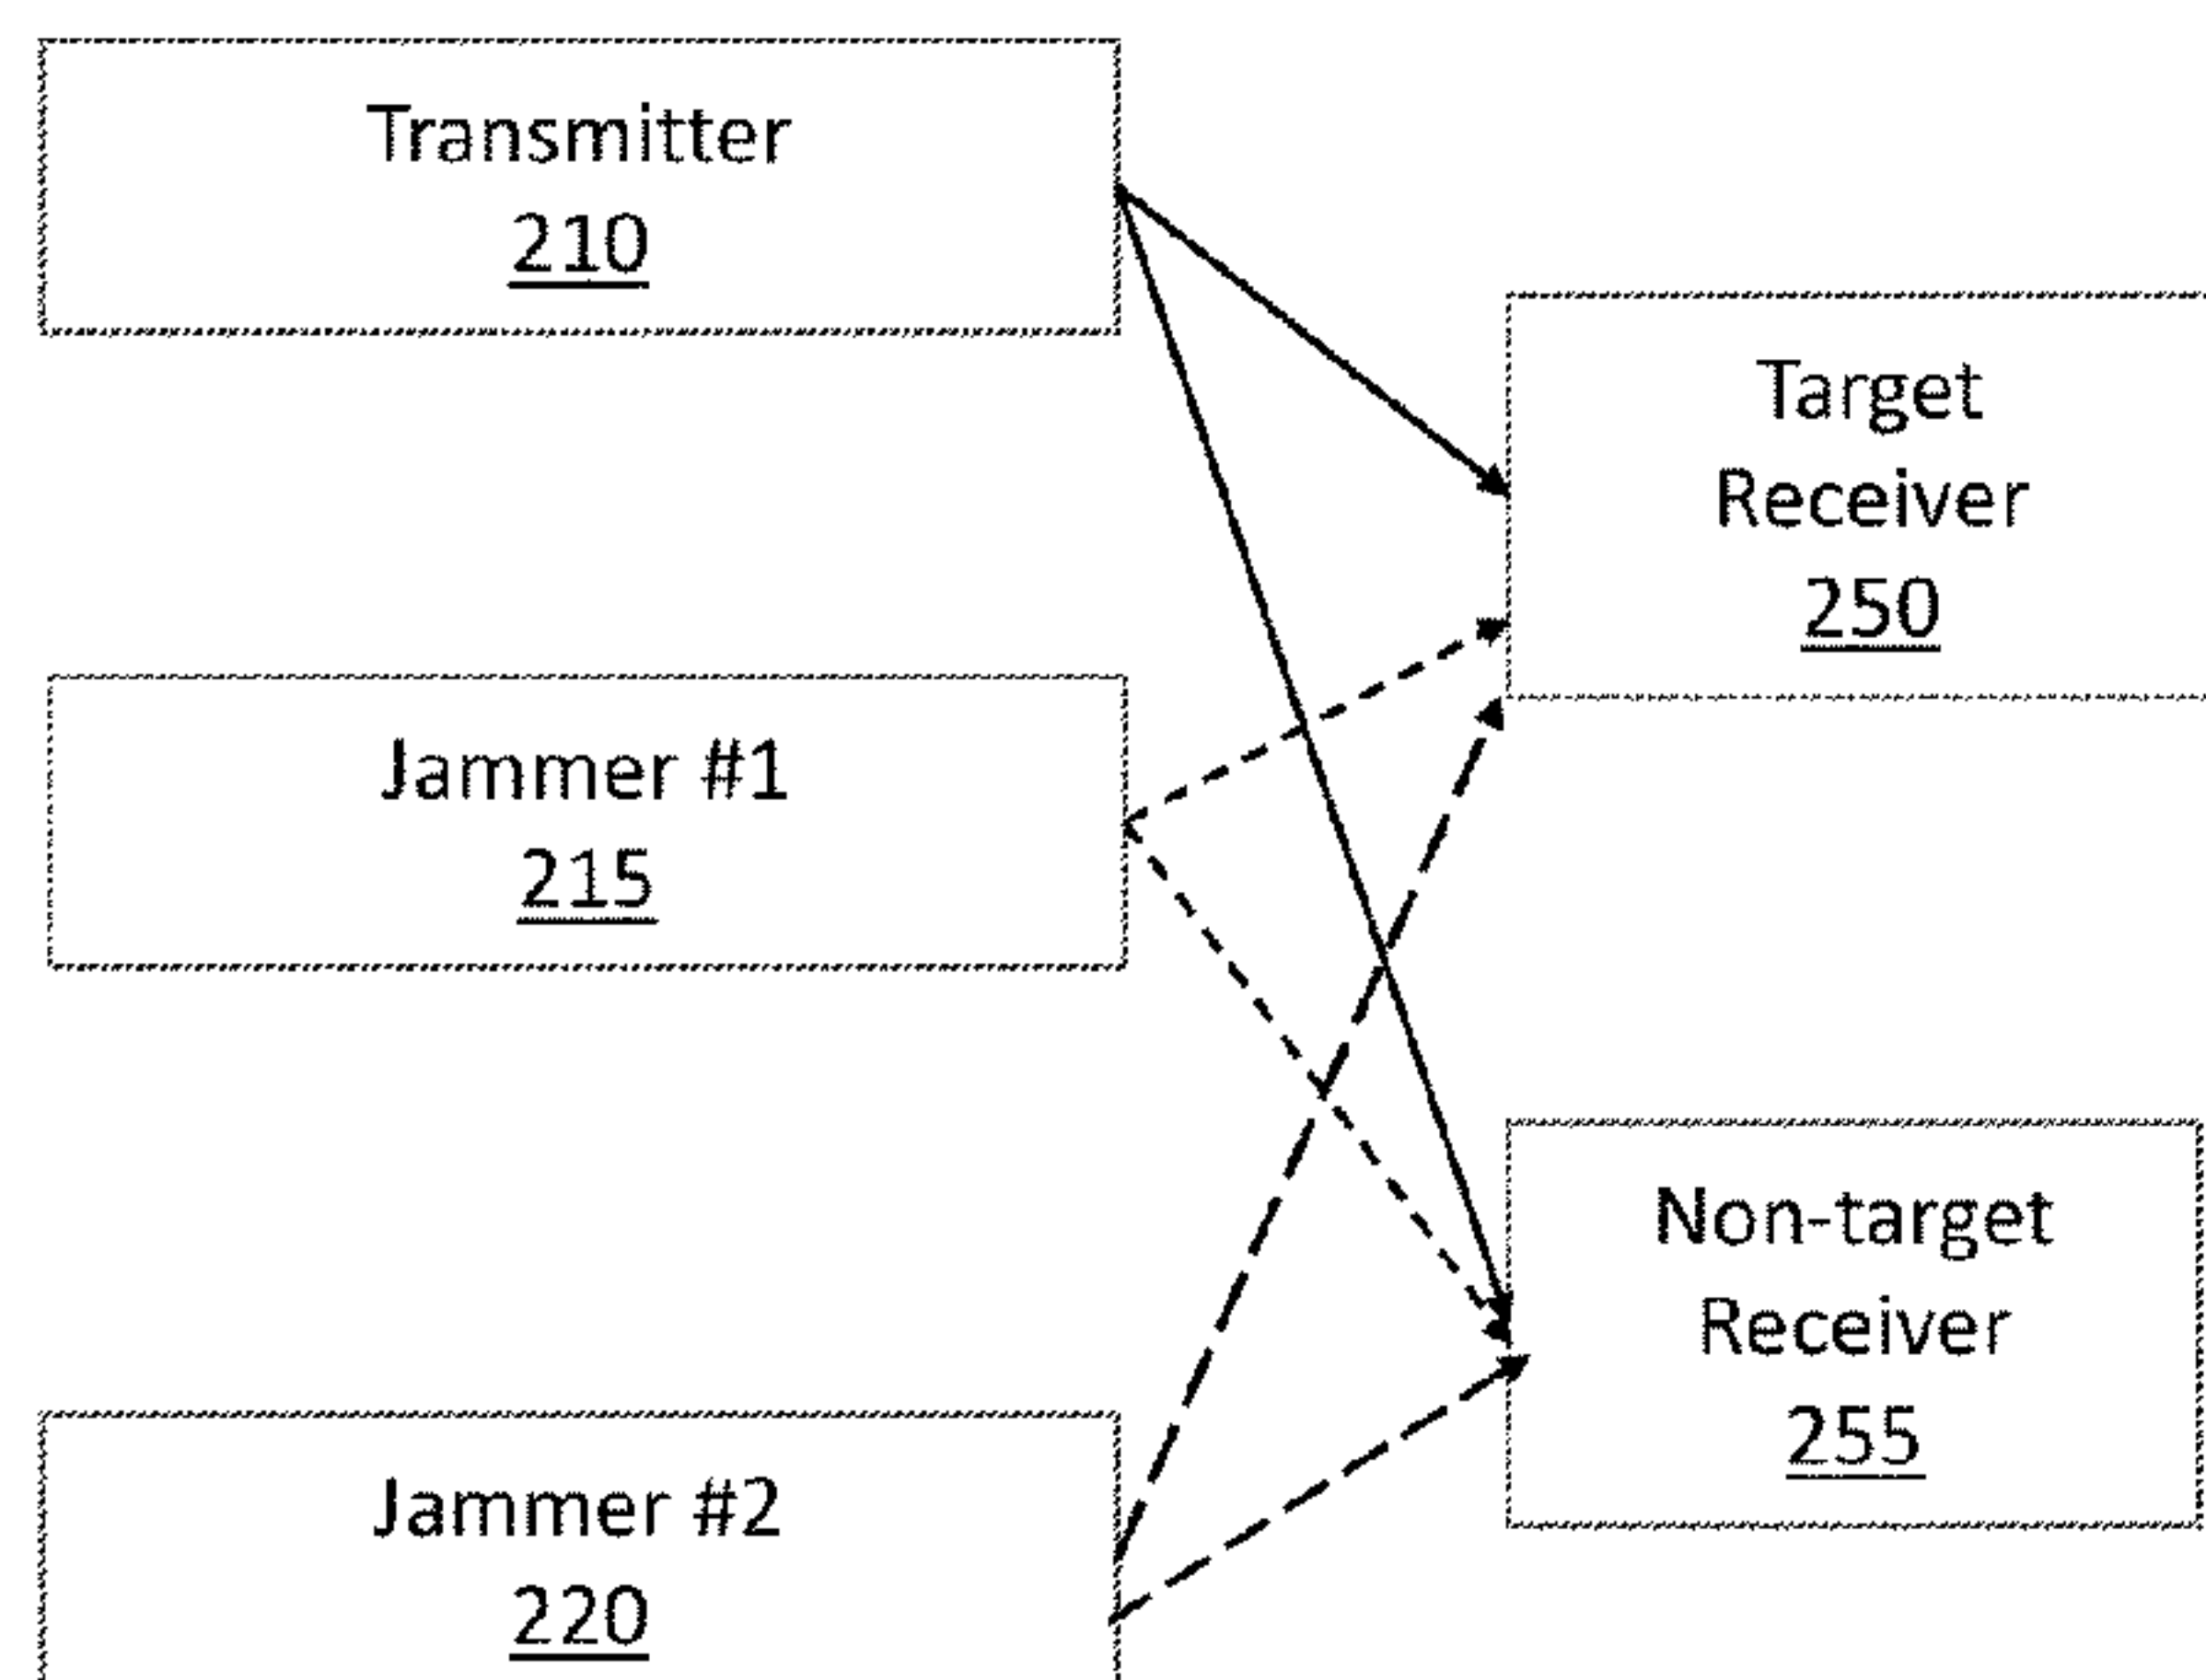 Transmitter
210
Target
Receiver
250
Jammer #1
215
Non-target
Receiver
255
Jammer #2
220